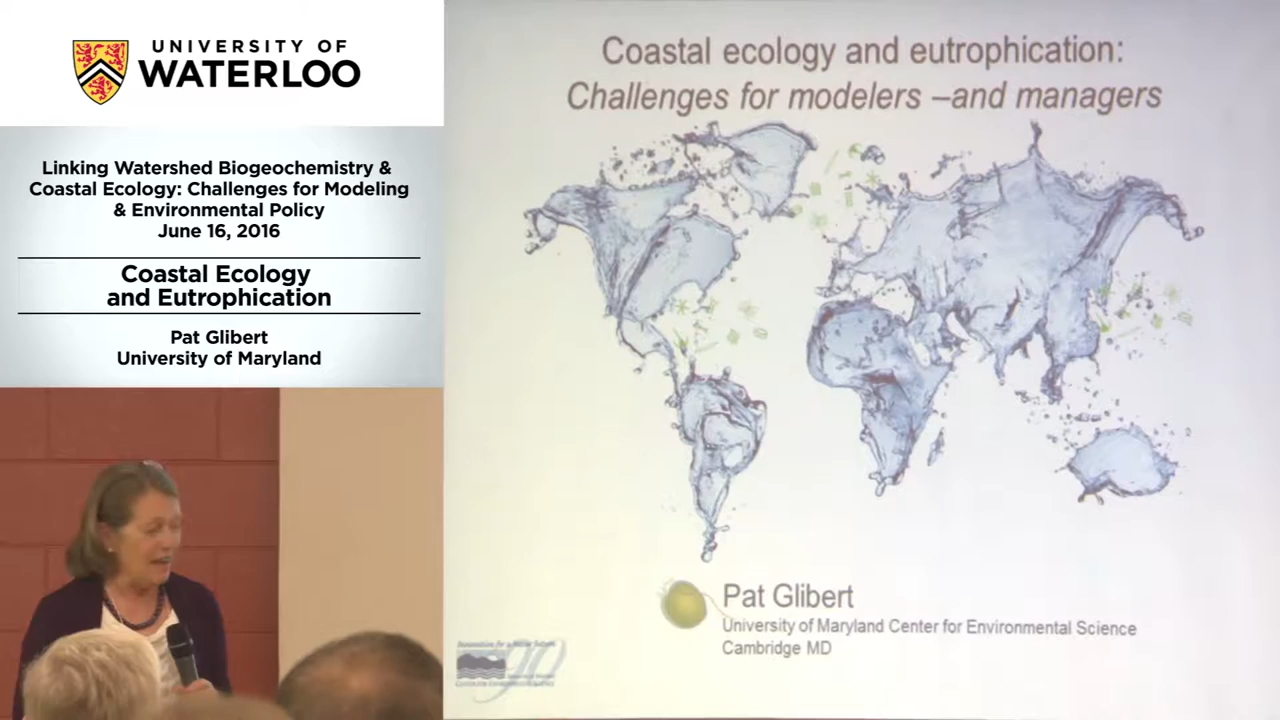 UNIVERSITY OF
WATERLOO
Linking Watershed Biogeochemistry &
Coastal Ecology: Challenges for Modeling
& Environmental Policy
June 16, 2016
Coastal Ecology
and Eutrophication
Pat Glibert
University of Maryland
Coastal ecology and eutrophication:
Challenges for modelers –and managers
Pat Glibert
University of Maryland Center for Environmental Science
Cambridge MD
90